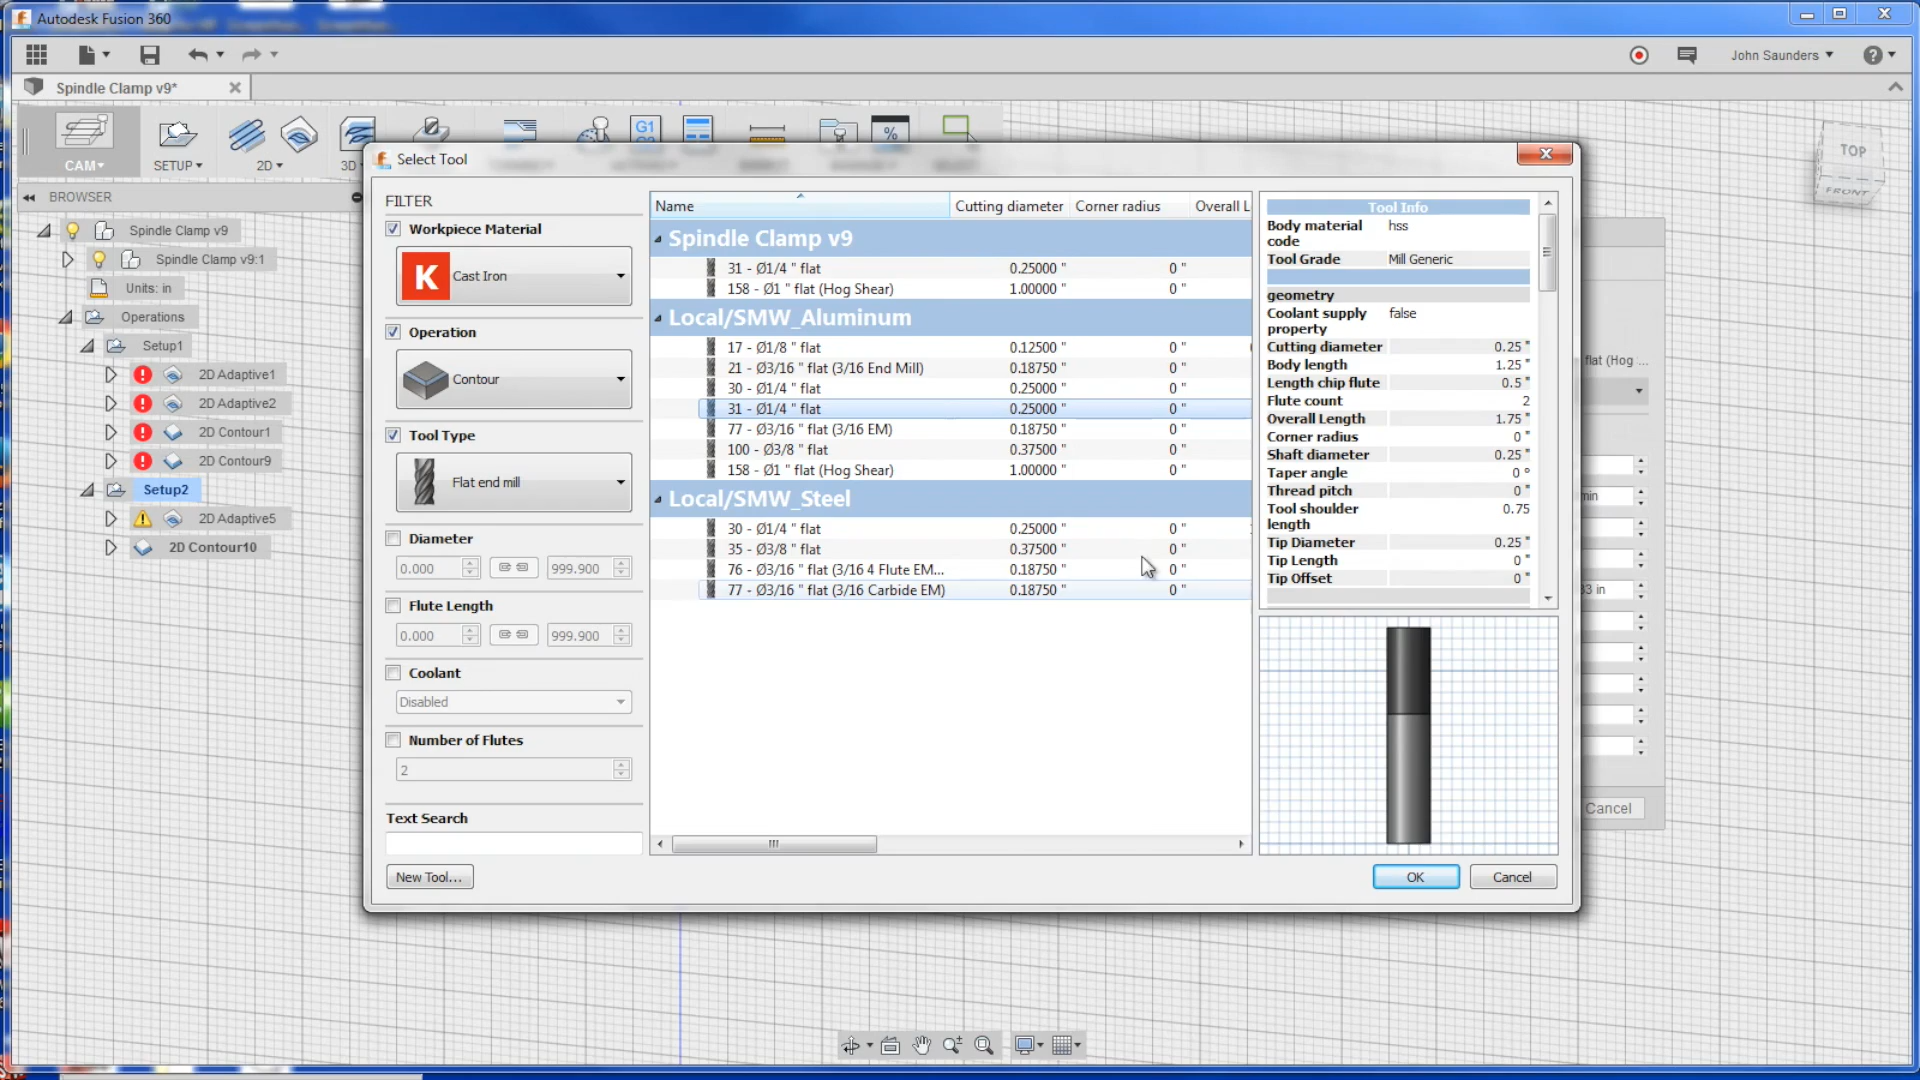 Autodesk Fusion 360
John Saunders
Spindle Clamp v9*
CAM
SETUP
2D
3D
G1
%
TOP
FRONT
BROWSER
Spindle Clamp v9
Spindle Clamp v9:1
Units: in
Operations
Setup1
2D Adaptive1
2D Adaptive2
2D Contour1
2D Contour9
Setup2
2D Adaptive5
2D Contour10
Select Tool
FILTER
Workpiece Material
K Cast Iron
Operation
Contour
Tool Type
Flat end mill
Diameter
0.000 999.900
Flute Length
0.000 999.900
Coolant
Disabled
Number of Flutes
2
Text Search
New Tool...
Name Cutting diameter Corner radius Overall L
Spindle Clamp v9
31 - Ø1/4 " flat 0.25000 " 0 "
158 - Ø1 " flat (Hog Shear) 1.00000 " 0 "
Local/SMW_Aluminum
17 - Ø1/8 " flat 0.12500 " 0 "
21 - Ø3/16 " flat (3/16 End Mill) 0.18750 " 0 "
30 - Ø1/4 " flat 0.25000 " 0 "
31 - Ø1/4 " flat 0.25000 " 0 "
77 - Ø3/16 " flat (3/16 EM) 0.18750 " 0 "
100 - Ø3/8 " flat 0.37500 " 0 "
158 - Ø1 " flat (Hog Shear) 1.00000 " 0 "
Local/SMW_Steel
30 - Ø1/4 " flat 0.25000 " 0 "
35 - Ø3/8 " flat 0.37500 " 0 "
76 - Ø3/16 " flat (3/16 4 Flute EM... 0.18750 " 0 "
77 - Ø3/16 " flat (3/16 Carbide EM) 0.18750 " 0 "
Tool Info
Body material code hss
Tool Grade Mill Generic
geometry
Coolant supply property false
Cutting diameter 0.25 "
Body length 1.25 "
Length chip flute 0.5 "
Flute count 2
Overall Length 1.75 "
Corner radius 0 "
Shaft diameter 0.25 "
Taper angle 0 º
Thread pitch 0 "
Tool shoulder length 0.75
Tip Diameter 0.25 "
Tip Length 0 "
Tip Offset 0 "
OK
Cancel
flat (Hog ...
min
3 in
Cancel